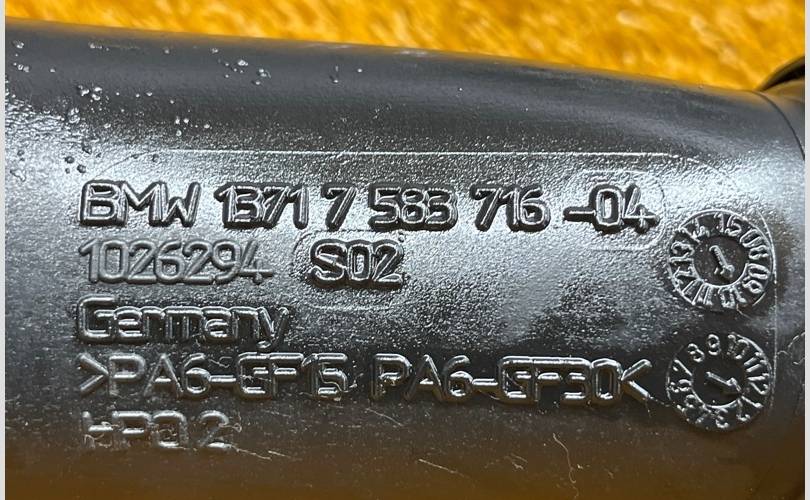 BMW 1371 7 583 716 -04
1026294 S02
Germany
>PA6-GF15 PA6-GF30<